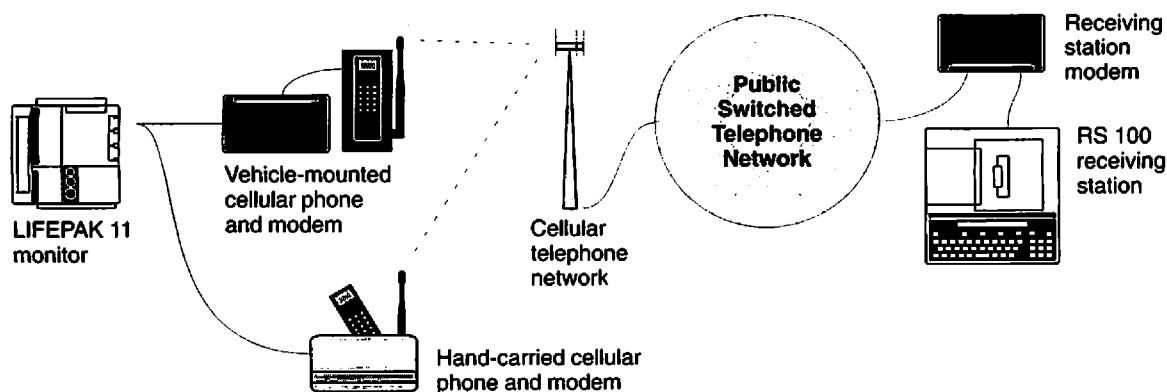 LIFEPAK 11
monitor
Vehicle-mounted
cellular phone
and modem
Hand-carried cellular
phone and modem
Cellular
telephone
network
Public
Switched
Telephone
Network
Receiving
station
modem
RS 100
receiving
station